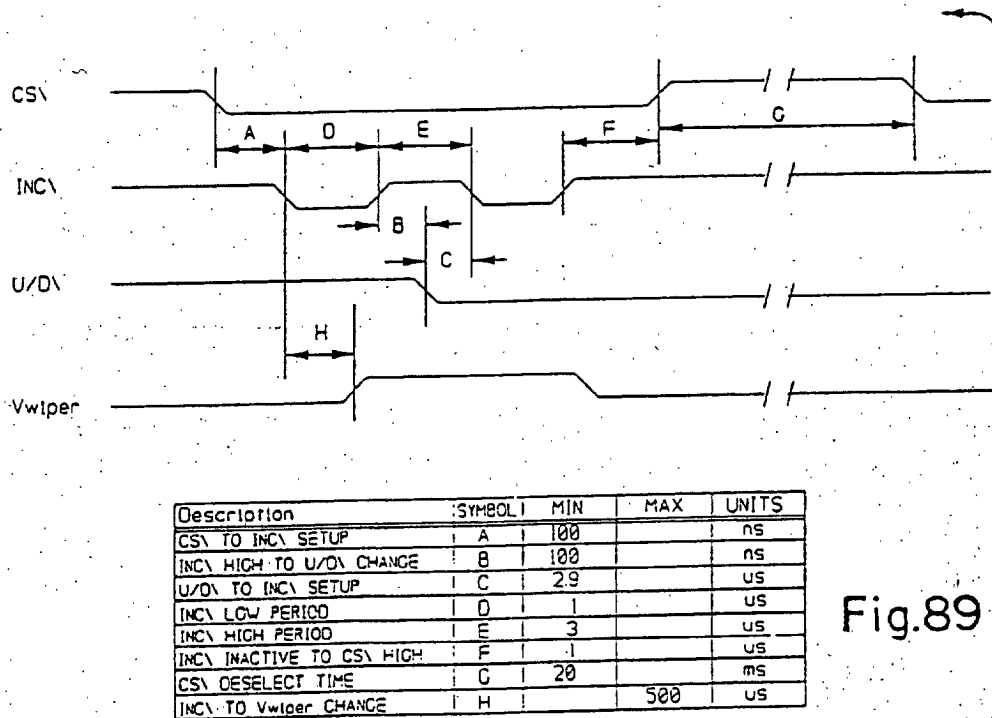 CS\
A D E F G
INC\
B
C
U/D\
H
Vwiper
Description SYMBOL MIN MAX UNITS
CS\ TO INC\ SETUP A 100 ns
INC\ HIGH TO U/D\ CHANGE B 100 ns
U/D\ TO INC\ SETUP C 2.9 us
INC\ LOW PERIOD D 1 us
INC\ HIGH PERIOD E 3 us
INC\ INACTIVE TO CS\ HIGH F 1 us
CS\ DESELECT TIME G 20 ms
INC\ TO Vwiper CHANGE H 500 us
Fig.89